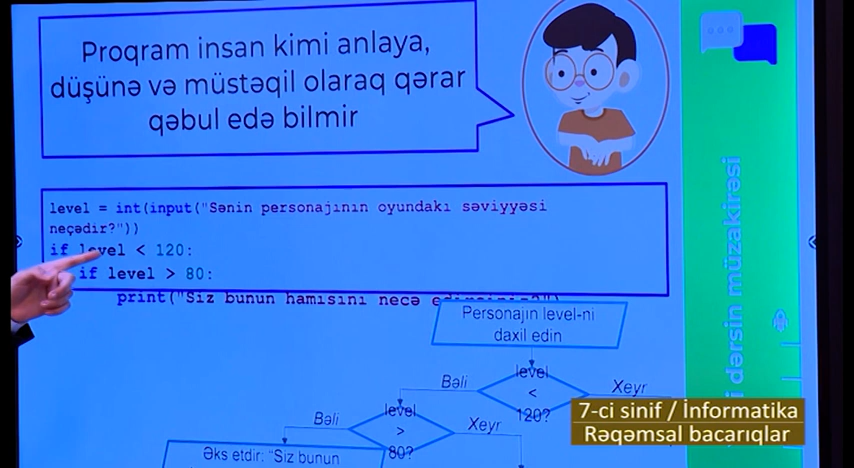 Proqram insan kimi anlaya,
düşünə və müstəqil olaraq qərar
qəbul edə bilmir
level = int(input("Sənin personajının oyundakı səviyyəsi
neçədir?"))
if level < 120:
if level > 80:
print("Siz bunun hamısını necə
Personajın level-ni
daxil edin
level
<
120?
Bəli
Xeyr
level
>
80?
Bəli
Xeyr
Əks etdir: "Siz bunun
dərsin müzakirəsi
7-ci sinif / İnformatika
Rəqəmsal bacarıqlar